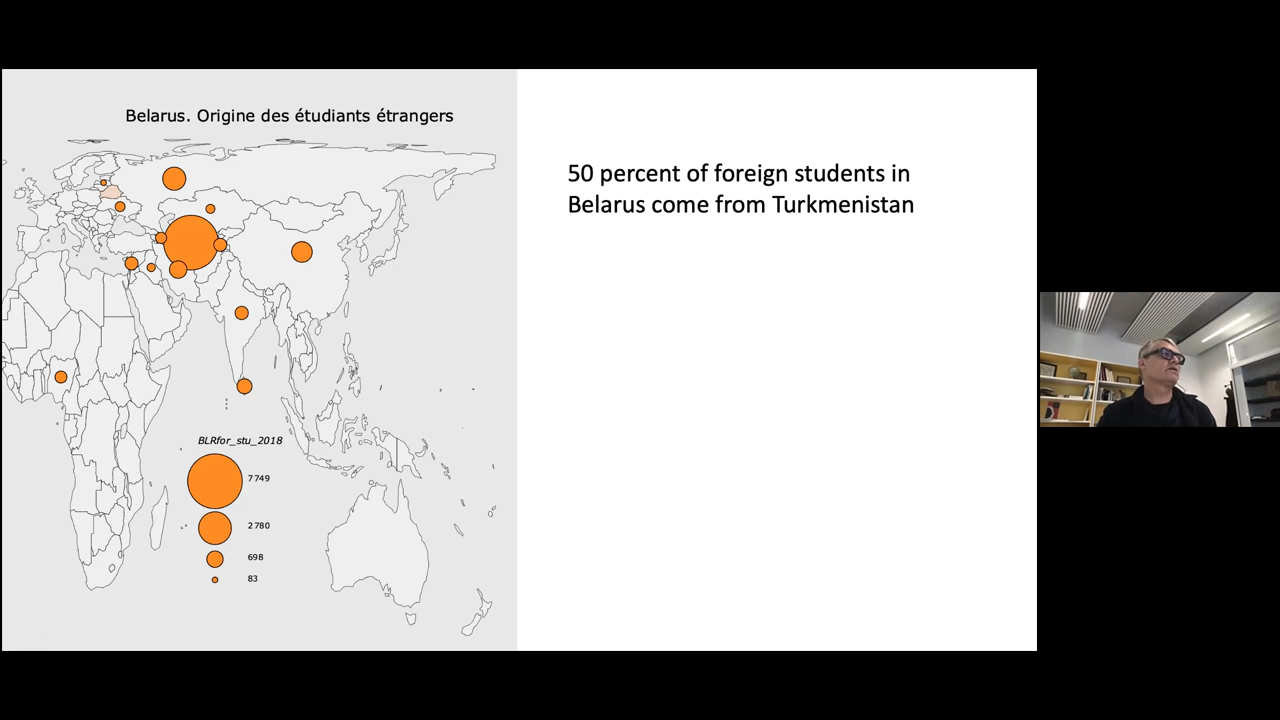 Belarus. Origine des étudiants étrangers
BLRfor_stu_2018
7 749
2 780
698
83
50 percent of foreign students in
Belarus come from Turkmenistan